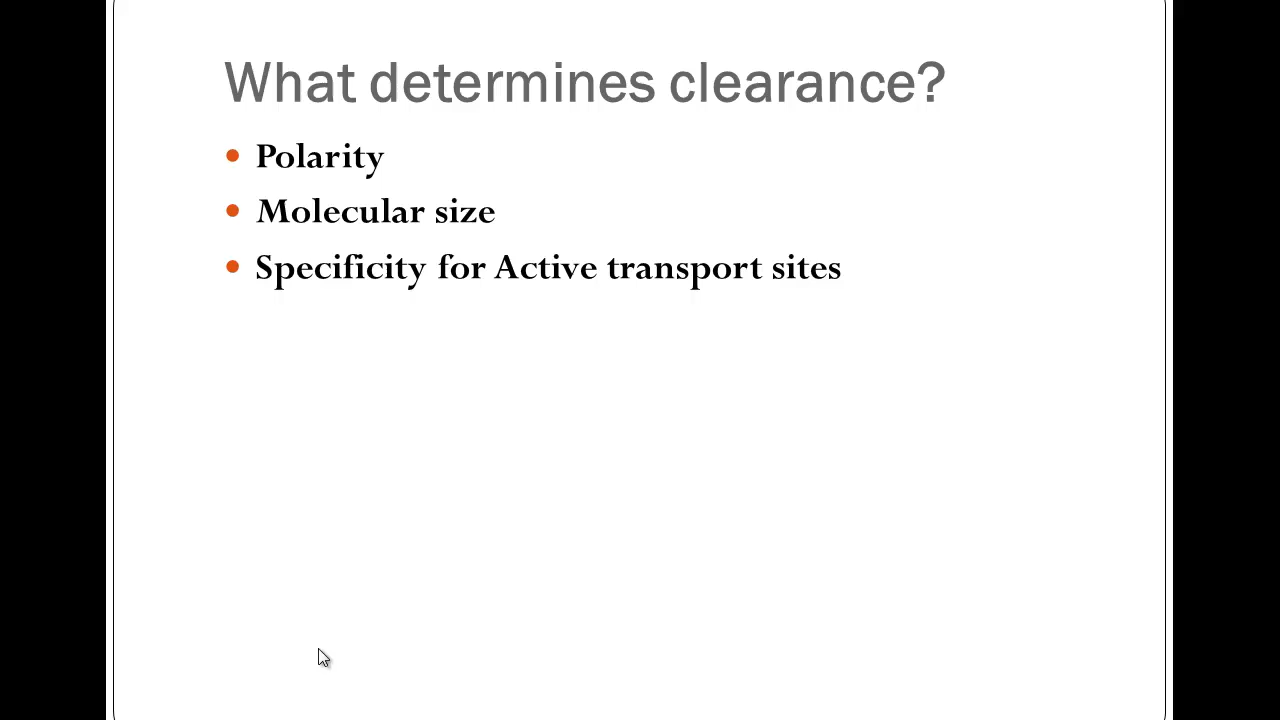 What determines clearance?
• Polarity
• Molecular size
• Specificity for Active transport sites